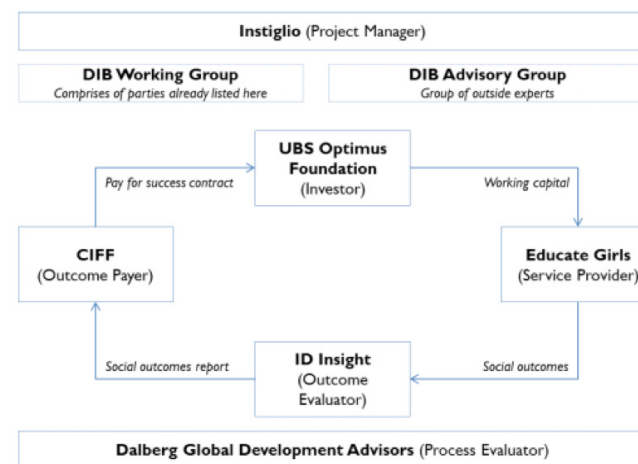 Instiglio (Project Manager)
DIB Working Group
Comprises of parties already listed here
DIB Advisory Group
Group of outside experts
UBS Optimus
Foundation
(Investor)
Pay for success contract
Working capital
CIFF
(Outcome Payer)
Educate Girls
(Service Provider)
ID Insight
(Outcome
Evaluator)
Social outcomes report
Social outcomes
Dalberg Global Development Advisors (Process Evaluator)